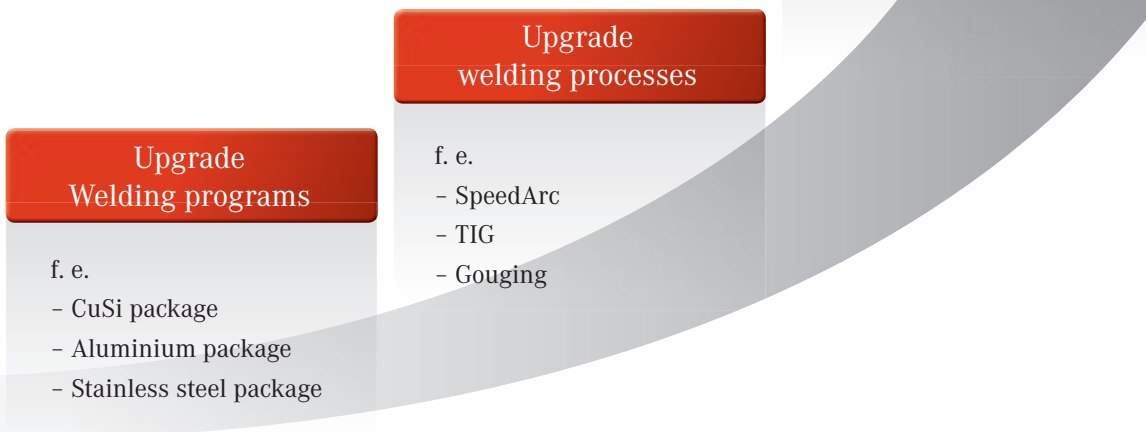 Upgrade
Welding programs
f. e.
– CuSi package
– Aluminium package
– Stainless steel package
Upgrade
welding processes
f. e.
– SpeedArc
– TIG
– Gouging